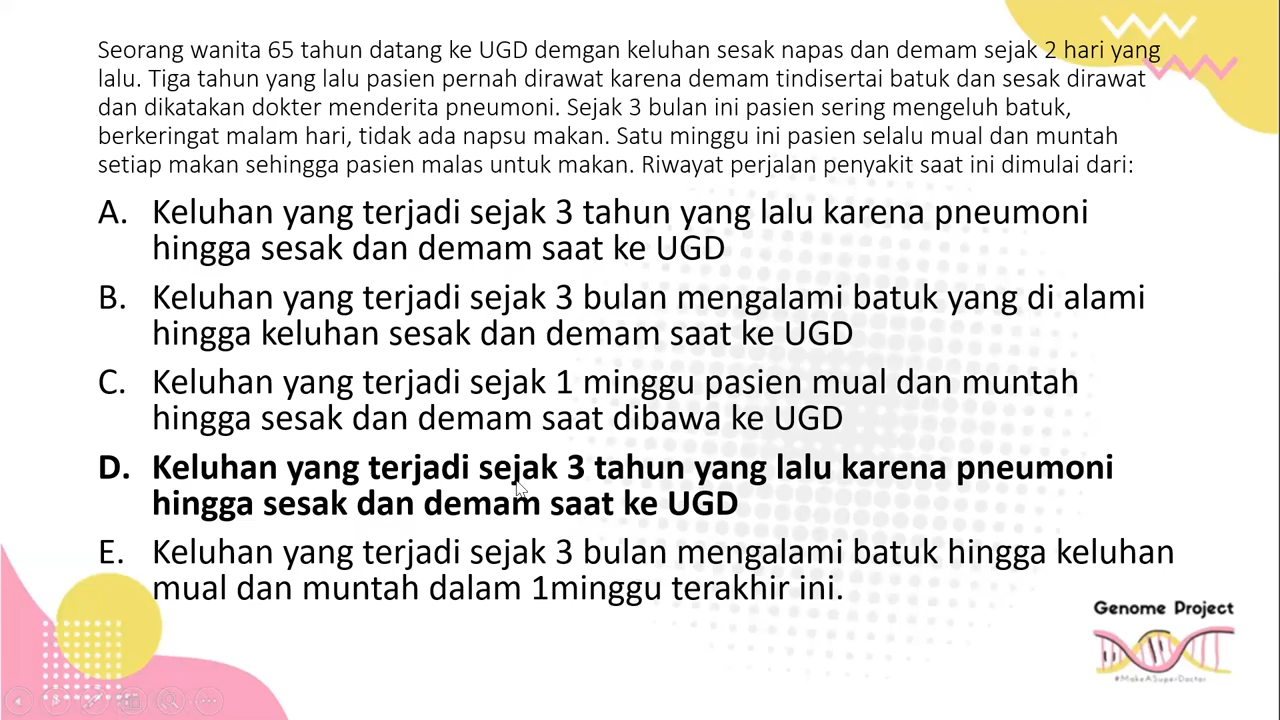 Seorang wanita 65 tahun datang ke UGD demgan keluhan sesak napas dan demam sejak 2 hari yang
lalu. Tiga tahun yang lalu pasien pernah dirawat karena demam tindisertai batuk dan sesak dirawat
dan dikatakan dokter menderita pneumoni. Sejak 3 bulan ini pasien sering mengeluh batuk,
berkeringat malam hari, tidak ada napsu makan. Satu minggu ini pasien selalu mual dan muntah
setiap makan sehingga pasien malas untuk makan. Riwayat perjalan penyakit saat ini dimulai dari:
A. Keluhan yang terjadi sejak 3 tahun yang lalu karena pneumoni
hingga sesak dan demam saat ke UGD
B. Keluhan yang terjadi sejak 3 bulan mengalami batuk yang di alami
hingga keluhan sesak dan demam saat ke UGD
C. Keluhan yang terjadi sejak 1 minggu pasien mual dan muntah
hingga sesak dan demam saat dibawa ke UGD
D. Keluhan yang terjadi sejak 3 tahun yang lalu karena pneumoni
hingga sesak dan demam saat ke UGD
E. Keluhan yang terjadi sejak 3 bulan mengalami batuk hingga keluhan
mual dan muntah dalam 1minggu terakhir ini.
Genome Project
#MakeASuperDoctor